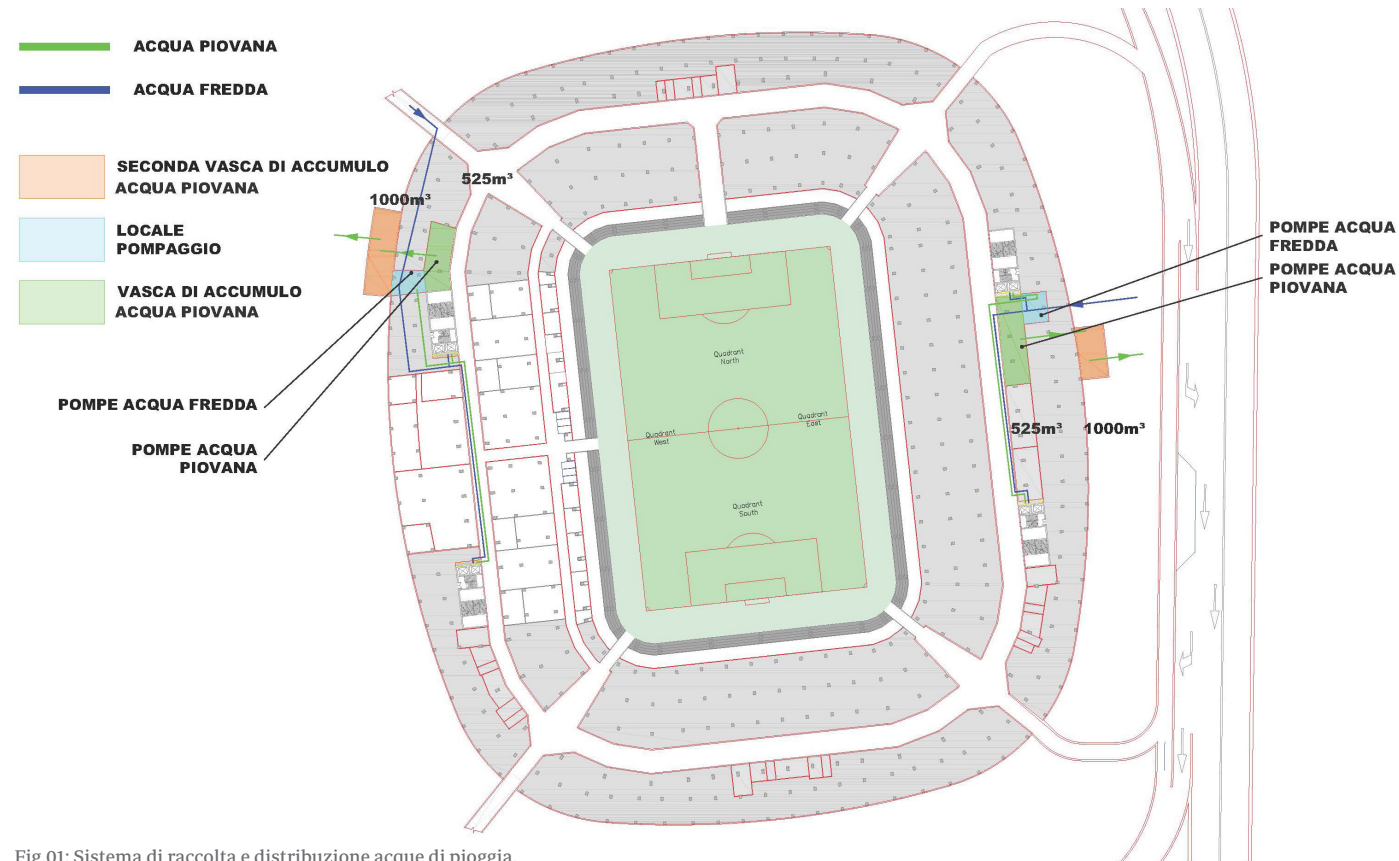 ACQUA PIOVANA
ACQUA FREDDA
SECONDA VASCA DI ACCUMULO
ACQUA PIOVANA
LOCALE
POMPAGGIO
VASCA DI ACCUMULO
ACQUA PIOVANA
1000m³
525m³
POMPE ACQUA FREDDA
POMPE ACQUA
PIOVANA
Quadrant
North
Quadrant
West
Quadrant
East
Quadrant
South
POMPE ACQUA
FREDDA
POMPE ACQUA
PIOVANA
525m³
1000m³
Fig 01: Sistema di raccolta e distribuzione acque di pioggia